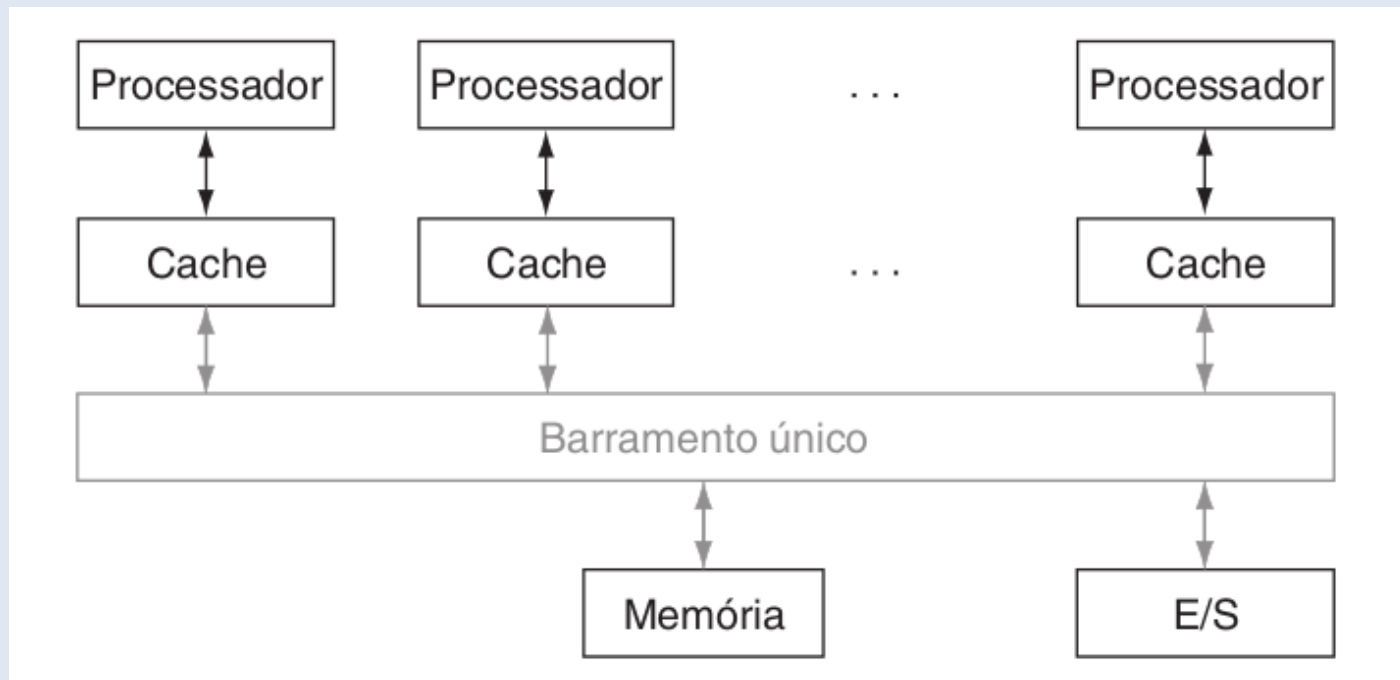 Processador Processador . . . Processador
Cache Cache . . . Cache
Barramento único
Memória E/S